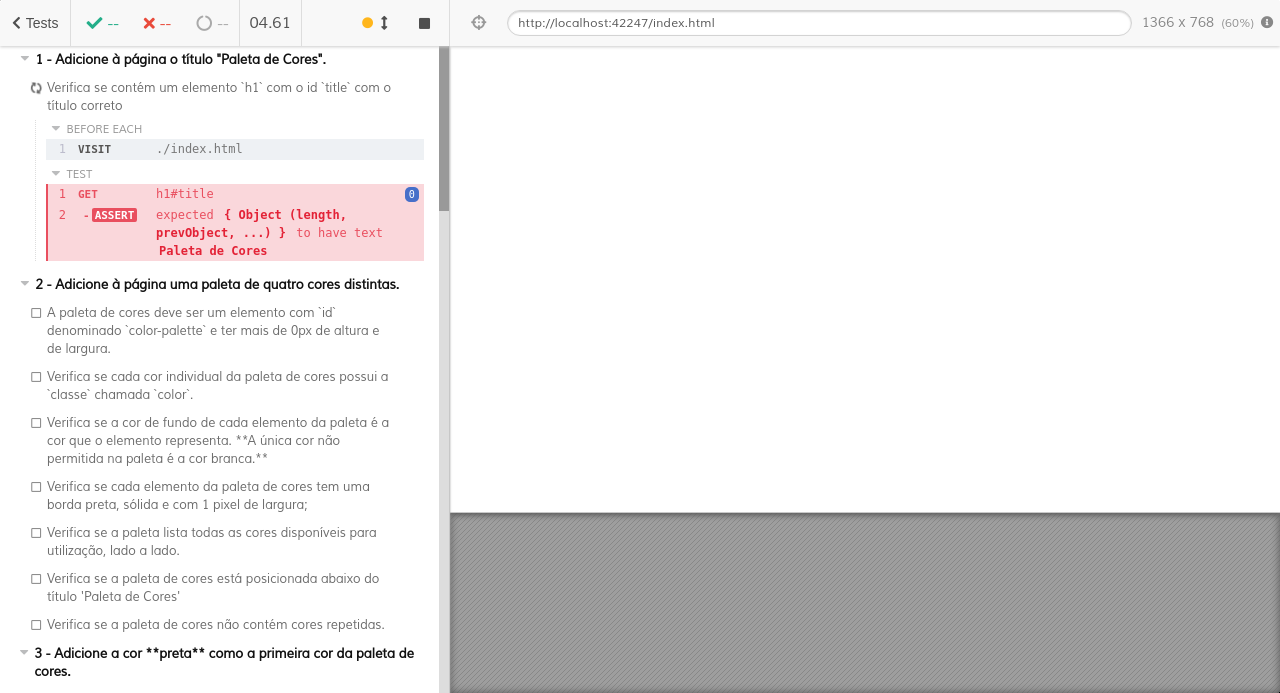 Tests -- -- -- 04.61
http://localhost:42247/index.html 1366 x 768 (60%)
1 - Adicione à página o título "Paleta de Cores".
Verifica se contém um elemento `h1` com o id `title` com o
título correto
BEFORE EACH
1 VISIT ./index.html
TEST
1 GET h1#title 0
2 -ASSERT expected { Object (length,
prevObject, ...) } to have text
Paleta de Cores
2 - Adicione à página uma paleta de quatro cores distintas.
A paleta de cores deve ser um elemento com `id`
denominado `color-palette` e ter mais de 0px de altura e
de largura.
Verifica se cada cor individual da paleta de cores possui a
`classe` chamada `color`.
Verifica se a cor de fundo de cada elemento da paleta é a
cor que o elemento representa. **A única cor não
permitida na paleta é a cor branca.**
Verifica se cada elemento da paleta de cores tem uma
borda preta, sólida e com 1 pixel de largura;
Verifica se a paleta lista todas as cores disponíveis para
utilização, lado a lado.
Verifica se a paleta de cores está posicionada abaixo do
título 'Paleta de Cores'
Verifica se a paleta de cores não contém cores repetidas.
3 - Adicione a cor **preta** como a primeira cor da paleta de
cores.